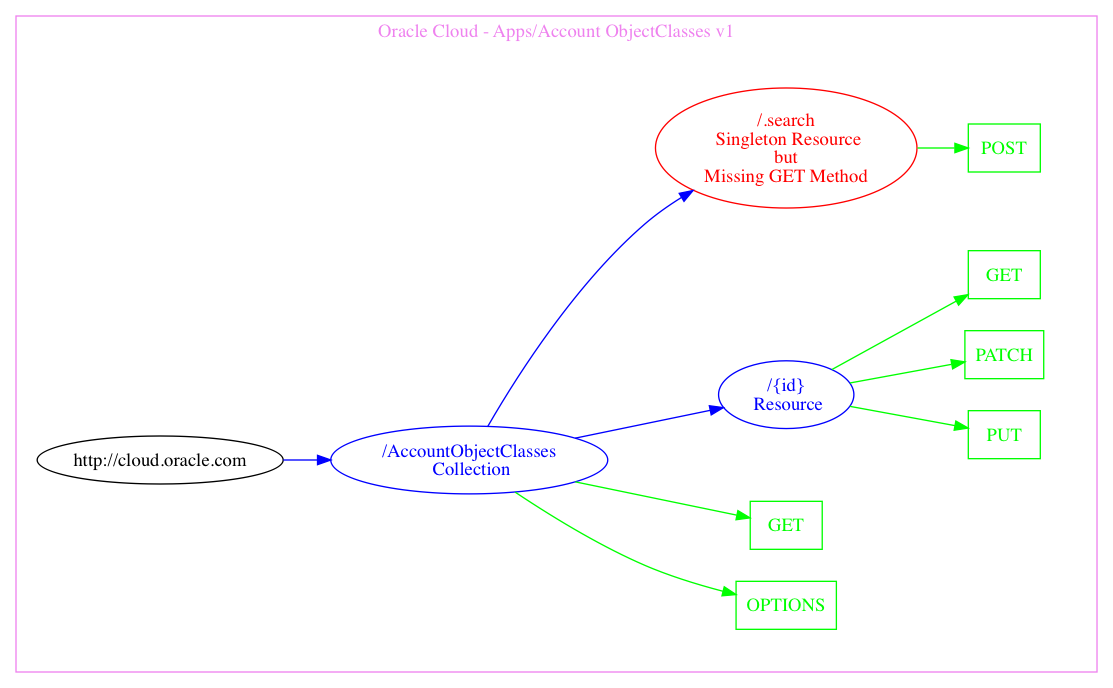 Oracle Cloud - Apps/Account ObjectClasses v1
/.search
Singleton Resource
but
Missing GET Method
POST
GET
PATCH
PUT
/{id}
Resource
http://cloud.oracle.com
/AccountObjectClasses
Collection
GET
OPTIONS